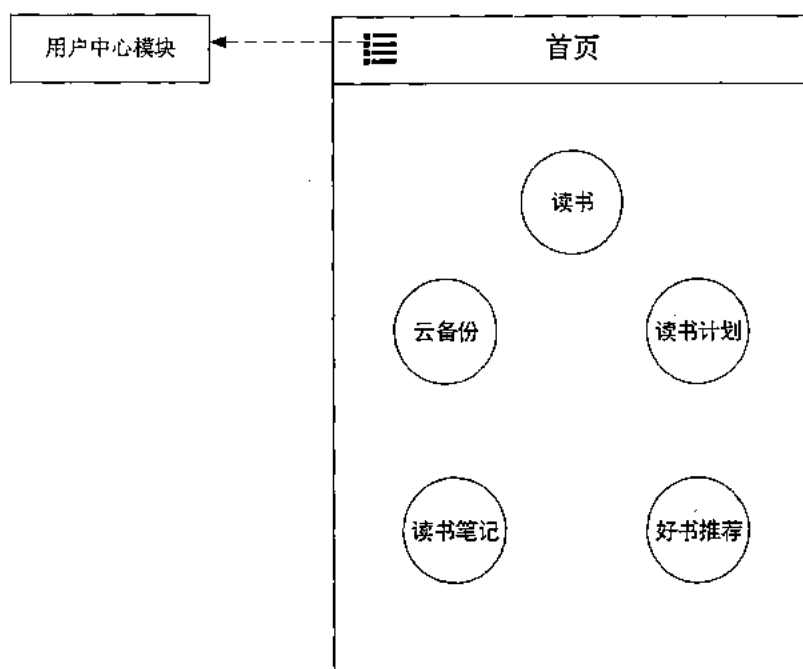 用户中心模块
首页
读书
云备份
读书计划
读书笔记
好书推荐